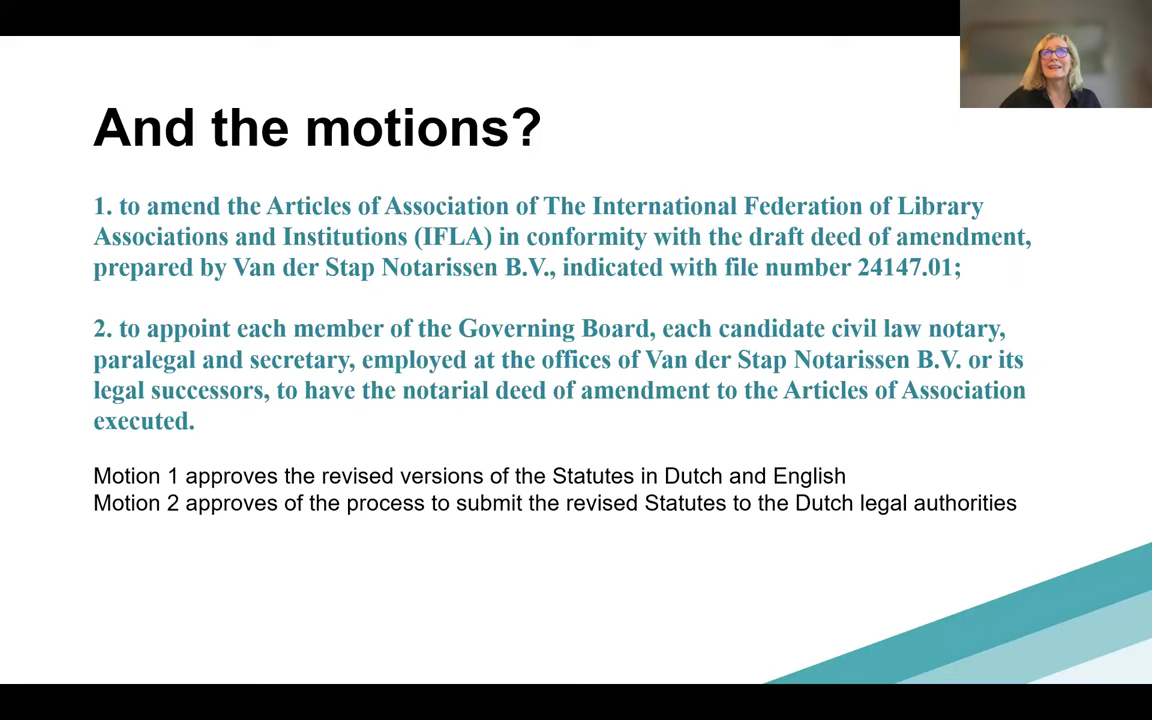 And the motions?
1. to amend the Articles of Association of The International Federation of Library
Associations and Institutions (IFLA) in conformity with the draft deed of amendment,
prepared by Van der Stap Notarissen B.V., indicated with file number 24147.01;
2. to appoint each member of the Governing Board, each candidate civil law notary,
paralegal and secretary, employed at the offices of Van der Stap Notarissen B.V. or its
legal successors, to have the notarial deed of amendment to the Articles of Association
executed.
Motion 1 approves the revised versions of the Statutes in Dutch and English
Motion 2 approves of the process to submit the revised Statutes to the Dutch legal authorities